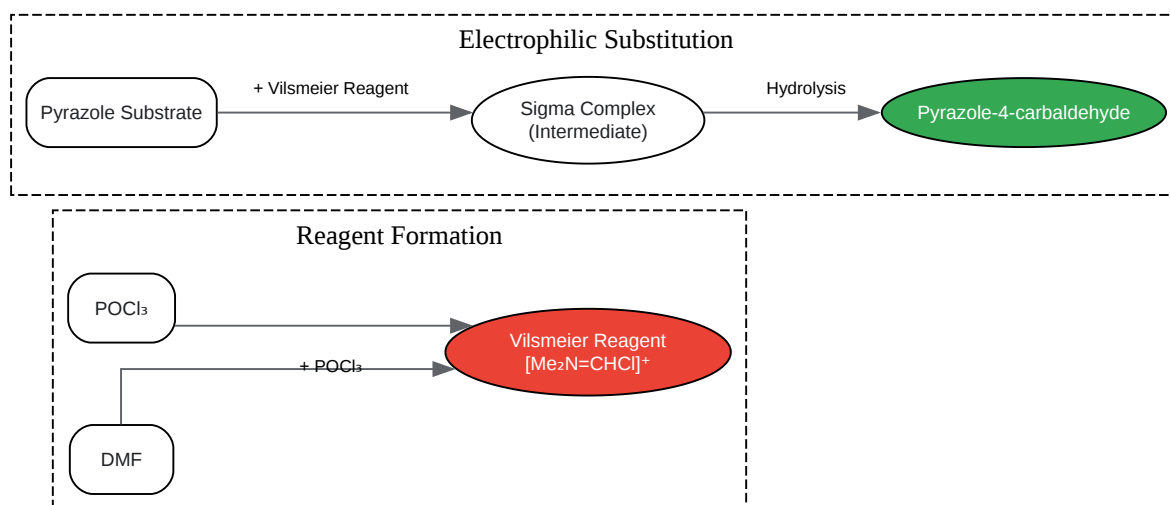 Electrophilic Substitution
Pyrazole Substrate
+ Vilsmeier Reagent
Sigma Complex
(Intermediate)
Hydrolysis
Pyrazole-4-carbaldehyde
Reagent Formation
POCl₃
Vilsmeier Reagent
[Me₂N=CHCl]⁺
+ POCl₃
DMF